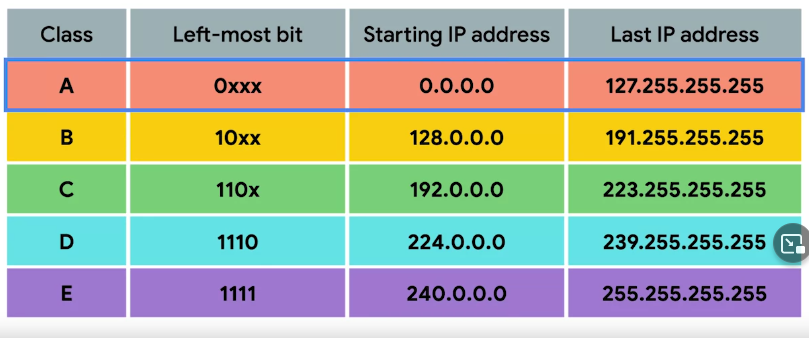 Class Left-most bit Starting IP address Last IP address
A 0xxx 0.0.0.0 127.255.255.255
B 10xx 128.0.0.0 191.255.255.255
C 110x 192.0.0.0 223.255.255.255
D 1110 224.0.0.0 239.255.255.255
E 1111 240.0.0.0 255.255.255.255